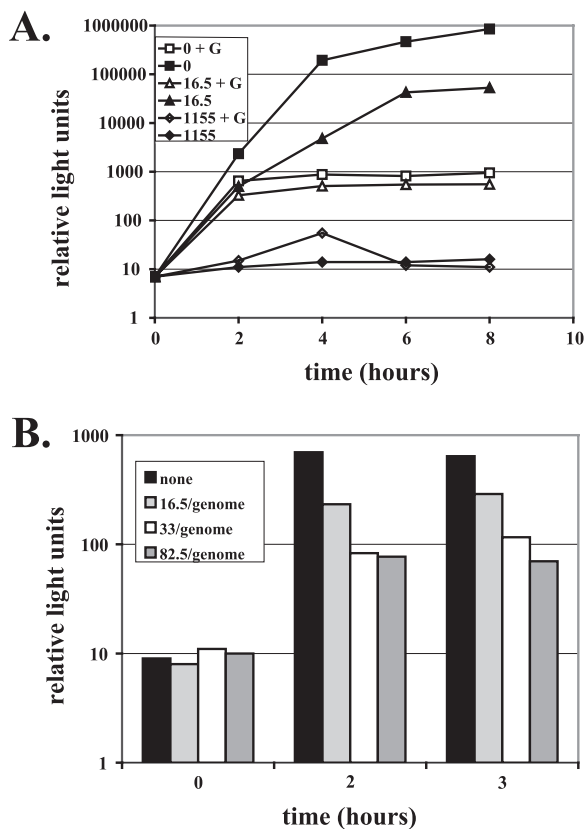 A.
relative light units
1000000
100000
10000
1000
100
10
1
0 + G
0
16.5 + G
16.5
1155 + G
1155
0 2 4 6 8 10
time (hours)
B.
relative light units
1000
100
10
1
none
16.5/genome
33/genome
82.5/genome
0 2 3
time (hours)